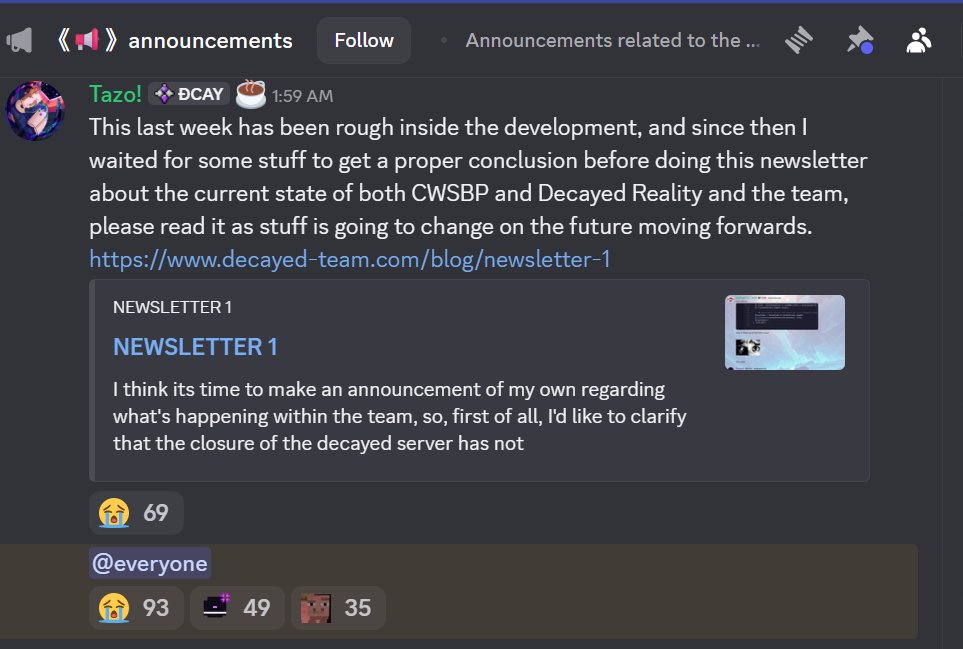 《📢》announcements Follow • Announcements related to the ...
Tazo! ĐCAY 1:59 AM
This last week has been rough inside the development, and since then I
waited for some stuff to get a proper conclusion before doing this newsletter
about the current state of both CWSBP and Decayed Reality and the team,
please read it as stuff is going to change on the future moving forwards.
https://www.decayed-team.com/blog/newsletter-1
NEWSLETTER 1
NEWSLETTER 1
I think its time to make an announcement of my own regarding
what's happening within the team, so, first of all, I'd like to clarify
that the closure of the decayed server has not
😭 69
@everyone
😭 93 49 35